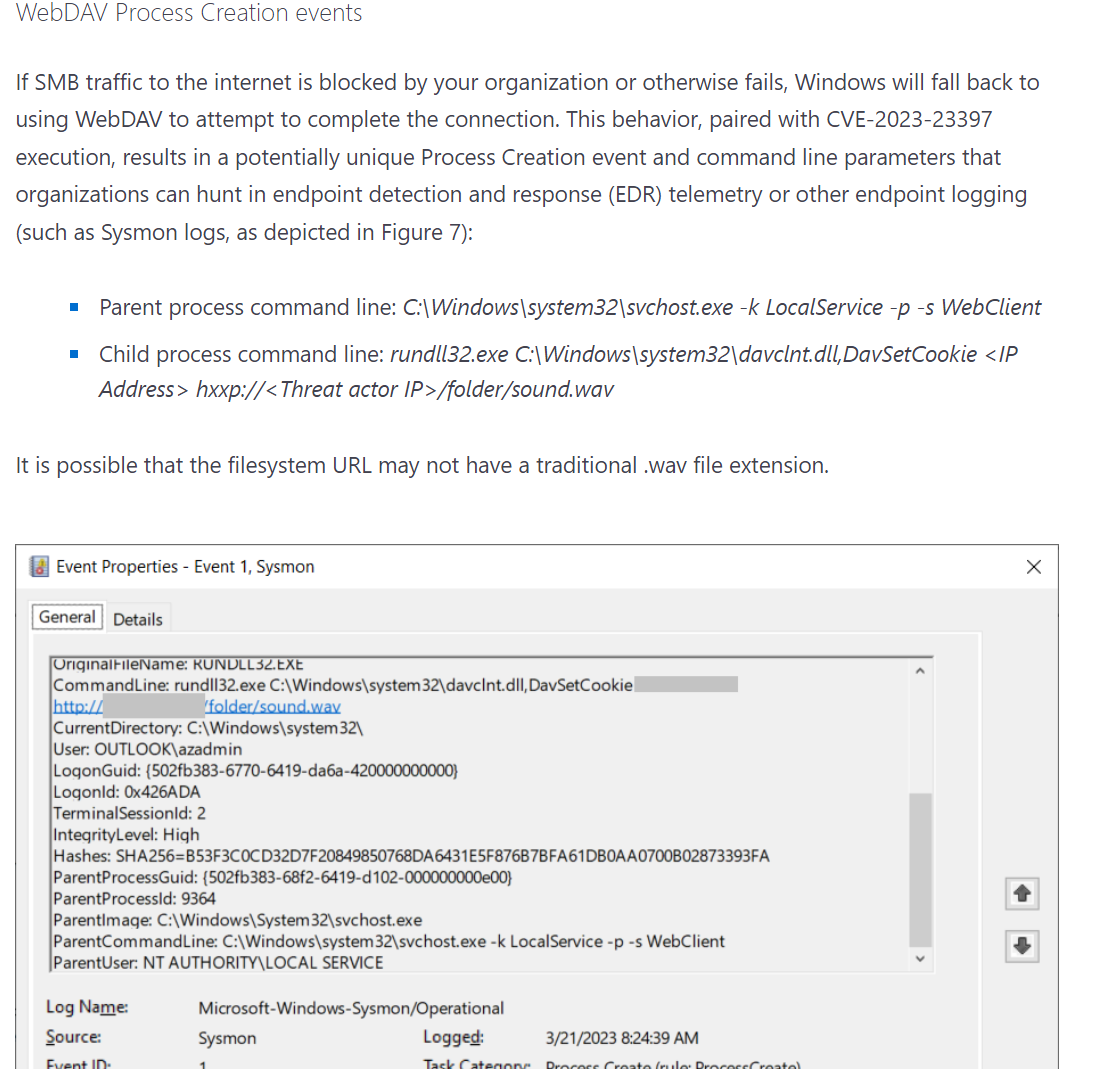 WebDAV Process Creation events
If SMB traffic to the internet is blocked by your organization or otherwise fails, Windows will fall back to
using WebDAV to attempt to complete the connection. This behavior, paired with CVE-2023-23397
execution, results in a potentially unique Process Creation event and command line parameters that
organizations can hunt in endpoint detection and response (EDR) telemetry or other endpoint logging
(such as Sysmon logs, as depicted in Figure 7):
Parent process command line: C:\Windows\system32\svchost.exe -k LocalService -p -s WebClient
Child process command line: rundll32.exe C:\Windows\system32\davclnt.dll,DavSetCookie <IP
Address> hxxp://<Threat actor IP>/folder/sound.wav
It is possible that the filesystem URL may not have a traditional .wav file extension.
Event Properties - Event 1, Sysmon
General Details
OriginalFileName: RUNDLL32.EXE
CommandLine: rundll32.exe C:\Windows\system32\davclnt.dll,DavSetCookie
http:// /folder/sound.wav
CurrentDirectory: C:\Windows\system32\
User: OUTLOOK\azadmin
LogonGuid: {502fb383-6770-6419-da6a-420000000000}
LogonId: 0x426ADA
TerminalSessionId: 2
IntegrityLevel: High
Hashes: SHA256=B53F3C0CD32D7F20849850768DA6431E5F876B7BFA61DB0AA0700B02873393FA
ParentProcessGuid: {502fb383-68f2-6419-d102-000000000e00}
ParentProcessId: 9364
ParentImage: C:\Windows\System32\svchost.exe
ParentCommandLine: C:\Windows\system32\svchost.exe -k LocalService -p -s WebClient
ParentUser: NT AUTHORITY\LOCAL SERVICE
Log Name: Microsoft-Windows-Sysmon/Operational
Source: Sysmon Logged: 3/21/2023 8:24:39 AM
Event ID: 1 Task Category: Process Create (rule: ProcessCreate)